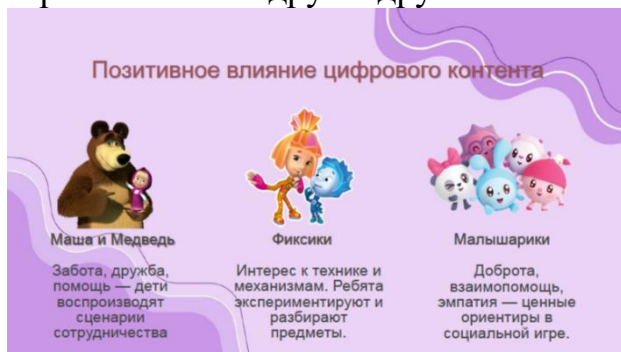 Позитивное влияние цифрового контента
Маша и Медведь
Забота, дружба,
помощь — дети
воспроизводят
сценарии
сотрудничества
Фиксики
Интерес к технике и
механизмам. Ребята
экспериментируют и
разбирают
предметы.
Малышарики
Доброта,
взаимопомощь,
эмпатия — ценные
ориентиры в
социальной игре.